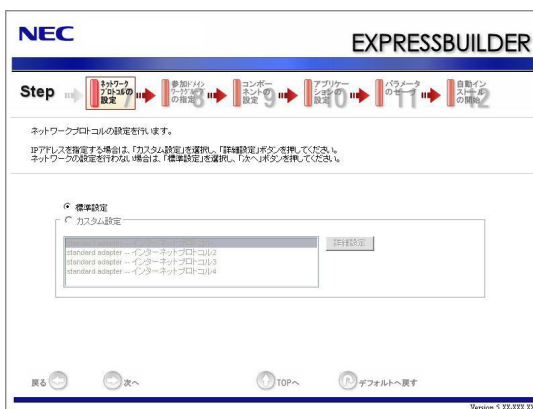 NEC
EXPRESSBUILDER
Step
ネットワークプロトコルの設定 7
参加ドメイン・ワークグループの指定 8
コンポーネントの設定 9
アプリケーションの設定 10
パラメータのセーブ 11
自動インストールの開始 12
ネットワークプロトコルの設定を行います。
IPアドレスを指定する場合は、「カスタム設定」を選択し、「詳細設定」ボタンを押してください。
ネットワークの設定を行わない場合は、「標準設定」を選択し、「次へ」ボタンを押してください。
標準設定
カスタム設定
standard adapter -- インターネットプロトコル
standard adapter -- インターネットプロトコル2
standard adapter -- インターネットプロトコル3
standard adapter -- インターネットプロトコル4
詳細設定
戻る
次へ
TOPへ
デフォルトへ戻す
Version 5.XX-XXX.XX